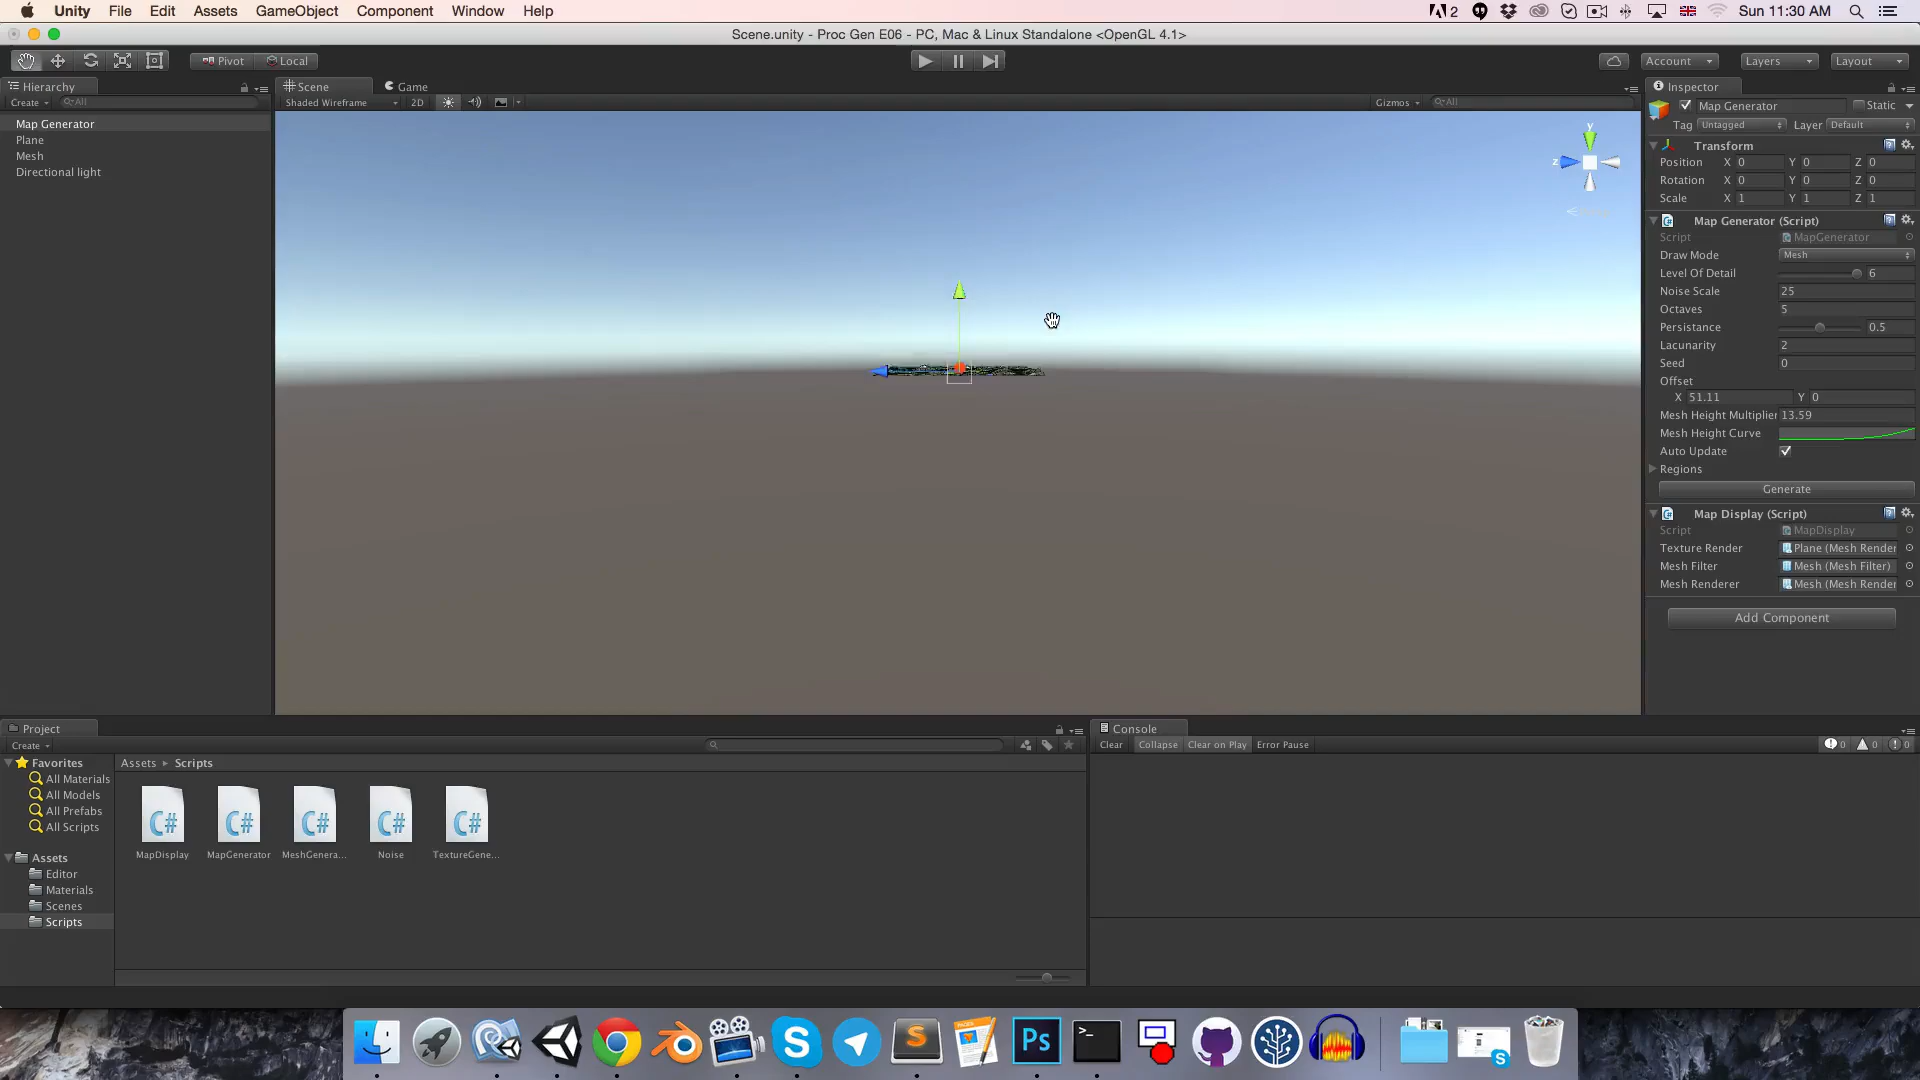 Unity File Edit Assets GameObject Component Window Help
2 Sun 11:30 AM
Scene.unity - Proc Gen E06 - PC, Mac & Linux Standalone <OpenGL 4.1>
Pivot Local Account Layers Layout
Hierarchy
Create All
Map Generator
Plane
Mesh
Directional light
Scene Game
Shaded Wireframe 2D Gizmos All
y
z
Inspector
Map Generator Static
Tag Untagged Layer Default
Transform
Position X 0 Y 0 Z 0
Rotation X 0 Y 0 Z 0
Scale X 1 Y 1 Z 1
Map Generator (Script)
Script MapGenerator
Draw Mode Mesh
Level Of Detail 6
Noise Scale 25
Octaves 5
Persistance 0.5
Lacunarity 2
Seed 0
Offset
X 51.11 Y 0
Mesh Height Multiplier 13.59
Mesh Height Curve
Auto Update
Regions
Generate
Map Display (Script)
Script MapDisplay
Texture Render Plane (Mesh Render
Mesh Filter Mesh (Mesh Filter)
Mesh Renderer Mesh (Mesh Render
Add Component
Project
Create
Favorites
All Materials
All Models
All Prefabs
All Scripts
Assets
Editor
Materials
Scenes
Scripts
Assets Scripts
C# C# C# C# C#
MapDisplay MapGenerator MeshGenera... Noise TextureGene...
Console
Clear Collapse Clear on Play Error Pause 0 0 0
S S PAGES Ps >_ S